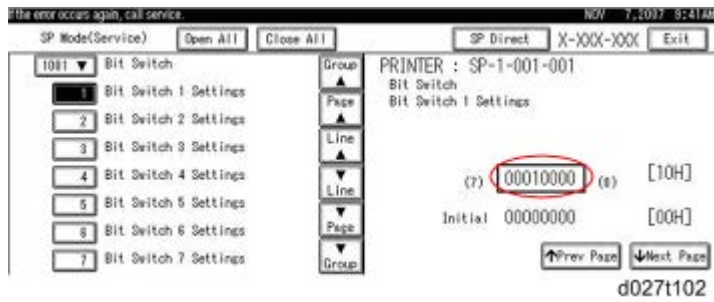 If the error occurs again, call service. NOV 7,2007 9:41AM
SP Mode(Service) Open All Close All SP Direct X-XXX-XXX Exit
1001 ▼ Bit Switch Group ▲ PRINTER : SP-1-001-001
Bit Switch
1 Bit Switch 1 Settings Page ▲ Bit Switch 1 Settings
2 Bit Switch 2 Settings
3 Bit Switch 3 Settings Line ▲
4 Bit Switch 4 Settings ▼ Line (7) 00010000 (0) [10H]
5 Bit Switch 5 Settings ▼ Page Initial 00000000 [00H]
6 Bit Switch 6 Settings
7 Bit Switch 7 Settings ▼ Group ↑Prev Page ↓Next Page
d027t102